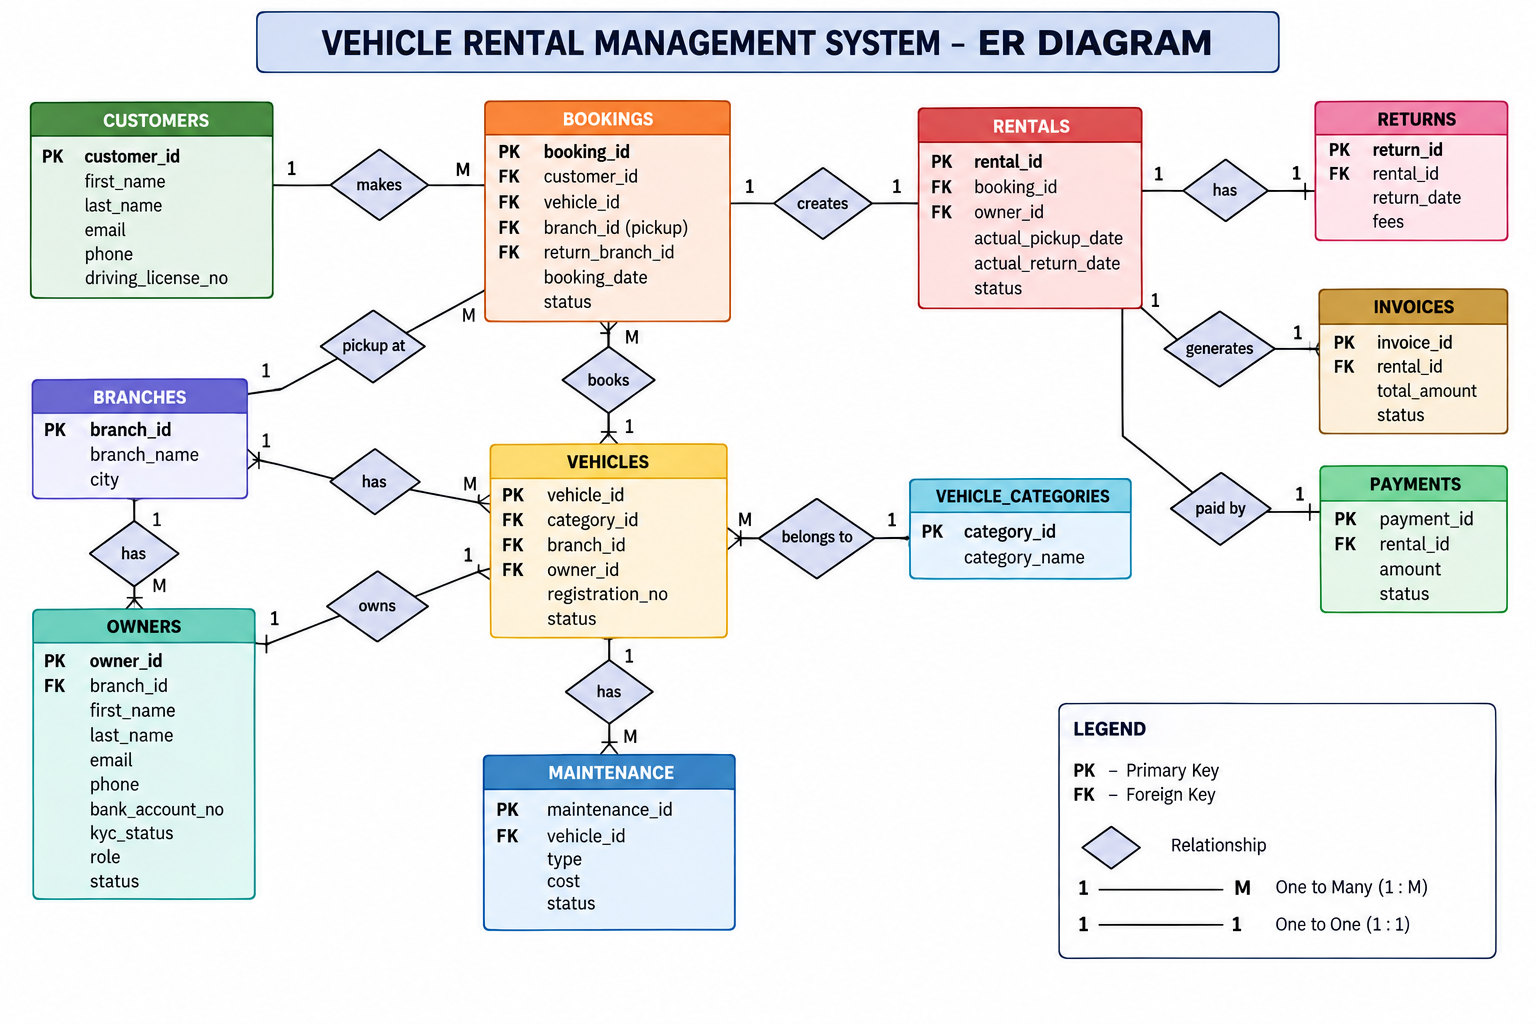 VEHICLE RENTAL MANAGEMENT SYSTEM – ER DIAGRAM
CUSTOMERS
PK customer_id
first_name
last_name
email
phone
driving_license_no
1
makes
M
BOOKINGS
PK booking_id
FK customer_id
FK vehicle_id
FK branch_id (pickup)
FK return_branch_id
booking_date
status
1
creates
1
RENTALS
PK rental_id
FK booking_id
FK owner_id
actual_pickup_date
actual_return_date
status
1
has
1
RETURNS
PK return_id
FK rental_id
return_date
fees
1
generates
1
INVOICES
PK invoice_id
FK rental_id
total_amount
status
M
pickup at
1
M
books
1
BRANCHES
PK branch_id
branch_name
city
1
has
M
VEHICLES
PK vehicle_id
FK category_id
FK branch_id
FK owner_id
registration_no
status
M
belongs to
1
VEHICLE_CATEGORIES
PK category_id
category_name
paid by
1
PAYMENTS
PK payment_id
FK rental_id
amount
status
1
has
M
1
owns
1
OWNERS
PK owner_id
FK branch_id
first_name
last_name
email
phone
bank_account_no
kyc_status
role
status
1
has
M
MAINTENANCE
PK maintenance_id
FK vehicle_id
type
cost
status
LEGEND
PK – Primary Key
FK – Foreign Key
Relationship
1 M One to Many (1 : M)
1 1 One to One (1 : 1)